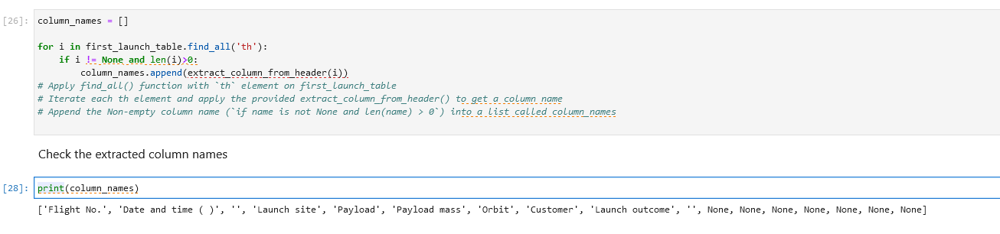 [26]: column_names = []
for i in first_launch_table.find_all('th'):
    if i != None and len(i)>0:
        column_names.append(extract_column_from_header(i))
# Apply find_all() function with `th` element on first_launch_table
# Iterate each th element and apply the provided extract_column_from_header() to get a column name
# Append the Non-empty column name (`if name is not None and len(name) > 0`) into a list called column_names
Check the extracted column names
[28]: print(column_names)
['Flight No.', 'Date and time ( )', '', 'Launch site', 'Payload', 'Payload mass', 'Orbit', 'Customer', 'Launch outcome', '', None, None, None, None, None, None, None]